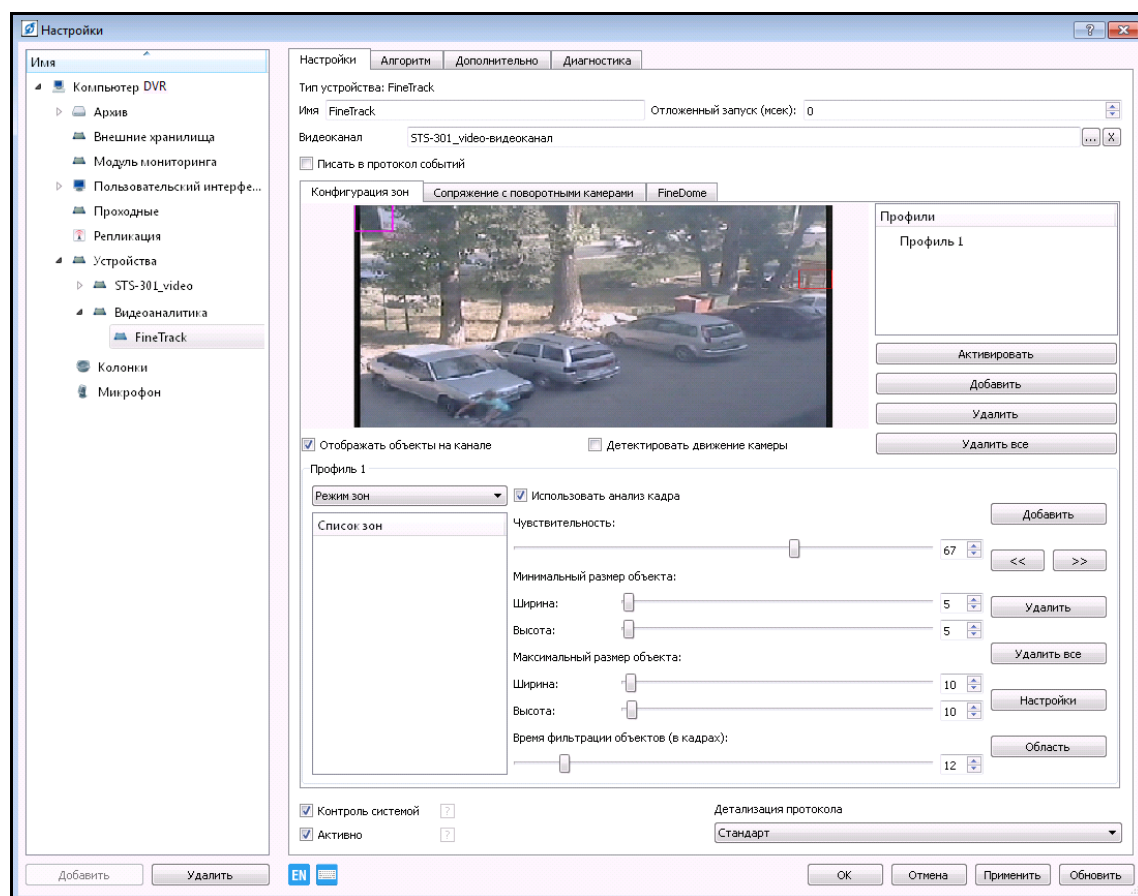 Настройки
Имя
Компьютер DVR
Архив
Внешние хранилища
Модуль мониторинга
Пользовательский интерфе...
Проходные
Репликация
Устройства
STS-301_video
Видеоаналитика
FineTrack
Колонки
Микрофон
Добавить Удалить
Настройки Алгоритм Дополнительно Диагностика
Тип устройства: FineTrack
Имя FineTrack Отложенный запуск (мсек): 0
Видеоканал STS-301_video-видеоканал ... X
Писать в протокол событий
Конфигурация зон Сопряжение с поворотными камерами FineDome
Профили
Профиль 1
Активировать
Добавить
Удалить
Удалить все
Отображать объекты на канале Детектировать движение камеры
Профиль 1
Режим зон Использовать анализ кадра
Список зон
Чувствительность:
67
Минимальный размер объекта:
Ширина: 5
Высота: 5
Максимальный размер объекта:
Ширина: 10
Высота: 10
Время фильтрации объектов (в кадрах):
12
Добавить
<< >>
Удалить
Удалить все
Настройки
Область
Контроль системой ?
Активно ?
Детализация протокола
Стандарт
EN
OK Отмена Применить Обновить